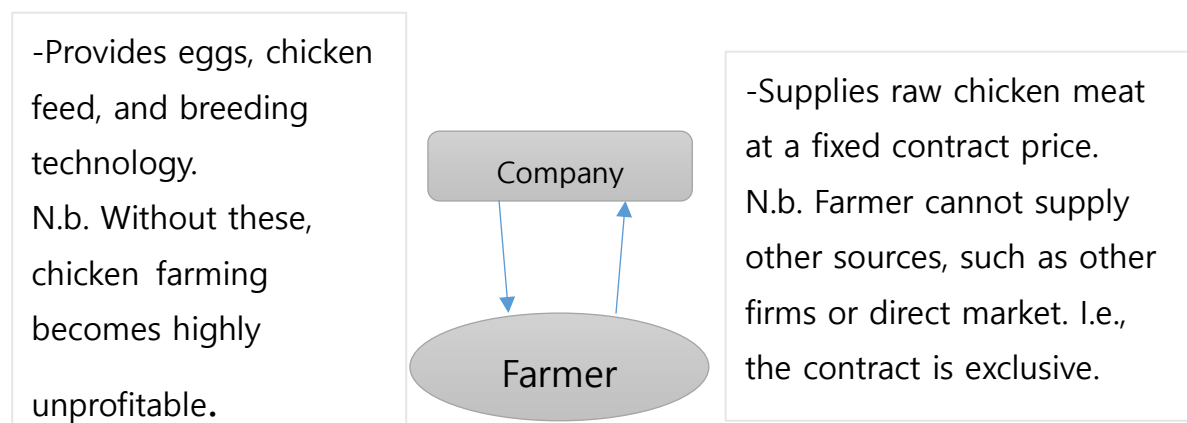 -Provides eggs, chicken
feed, and breeding
technology.
N.b. Without these,
chicken farming
becomes highly
unprofitable.
Company
Farmer
-Supplies raw chicken meat
at a fixed contract price.
N.b. Farmer cannot supply
other sources, such as other
firms or direct market. I.e.,
the contract is exclusive.